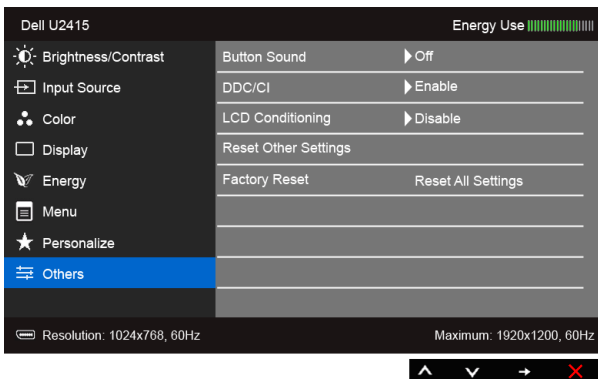 Dell U2415 Energy Use
Brightness/Contrast Button Sound Off
Input Source DDC/CI Enable
Color LCD Conditioning Disable
Display Reset Other Settings
Energy Factory Reset Reset All Settings
Menu
Personalize
Others
Resolution: 1024x768, 60Hz Maximum: 1920x1200, 60Hz